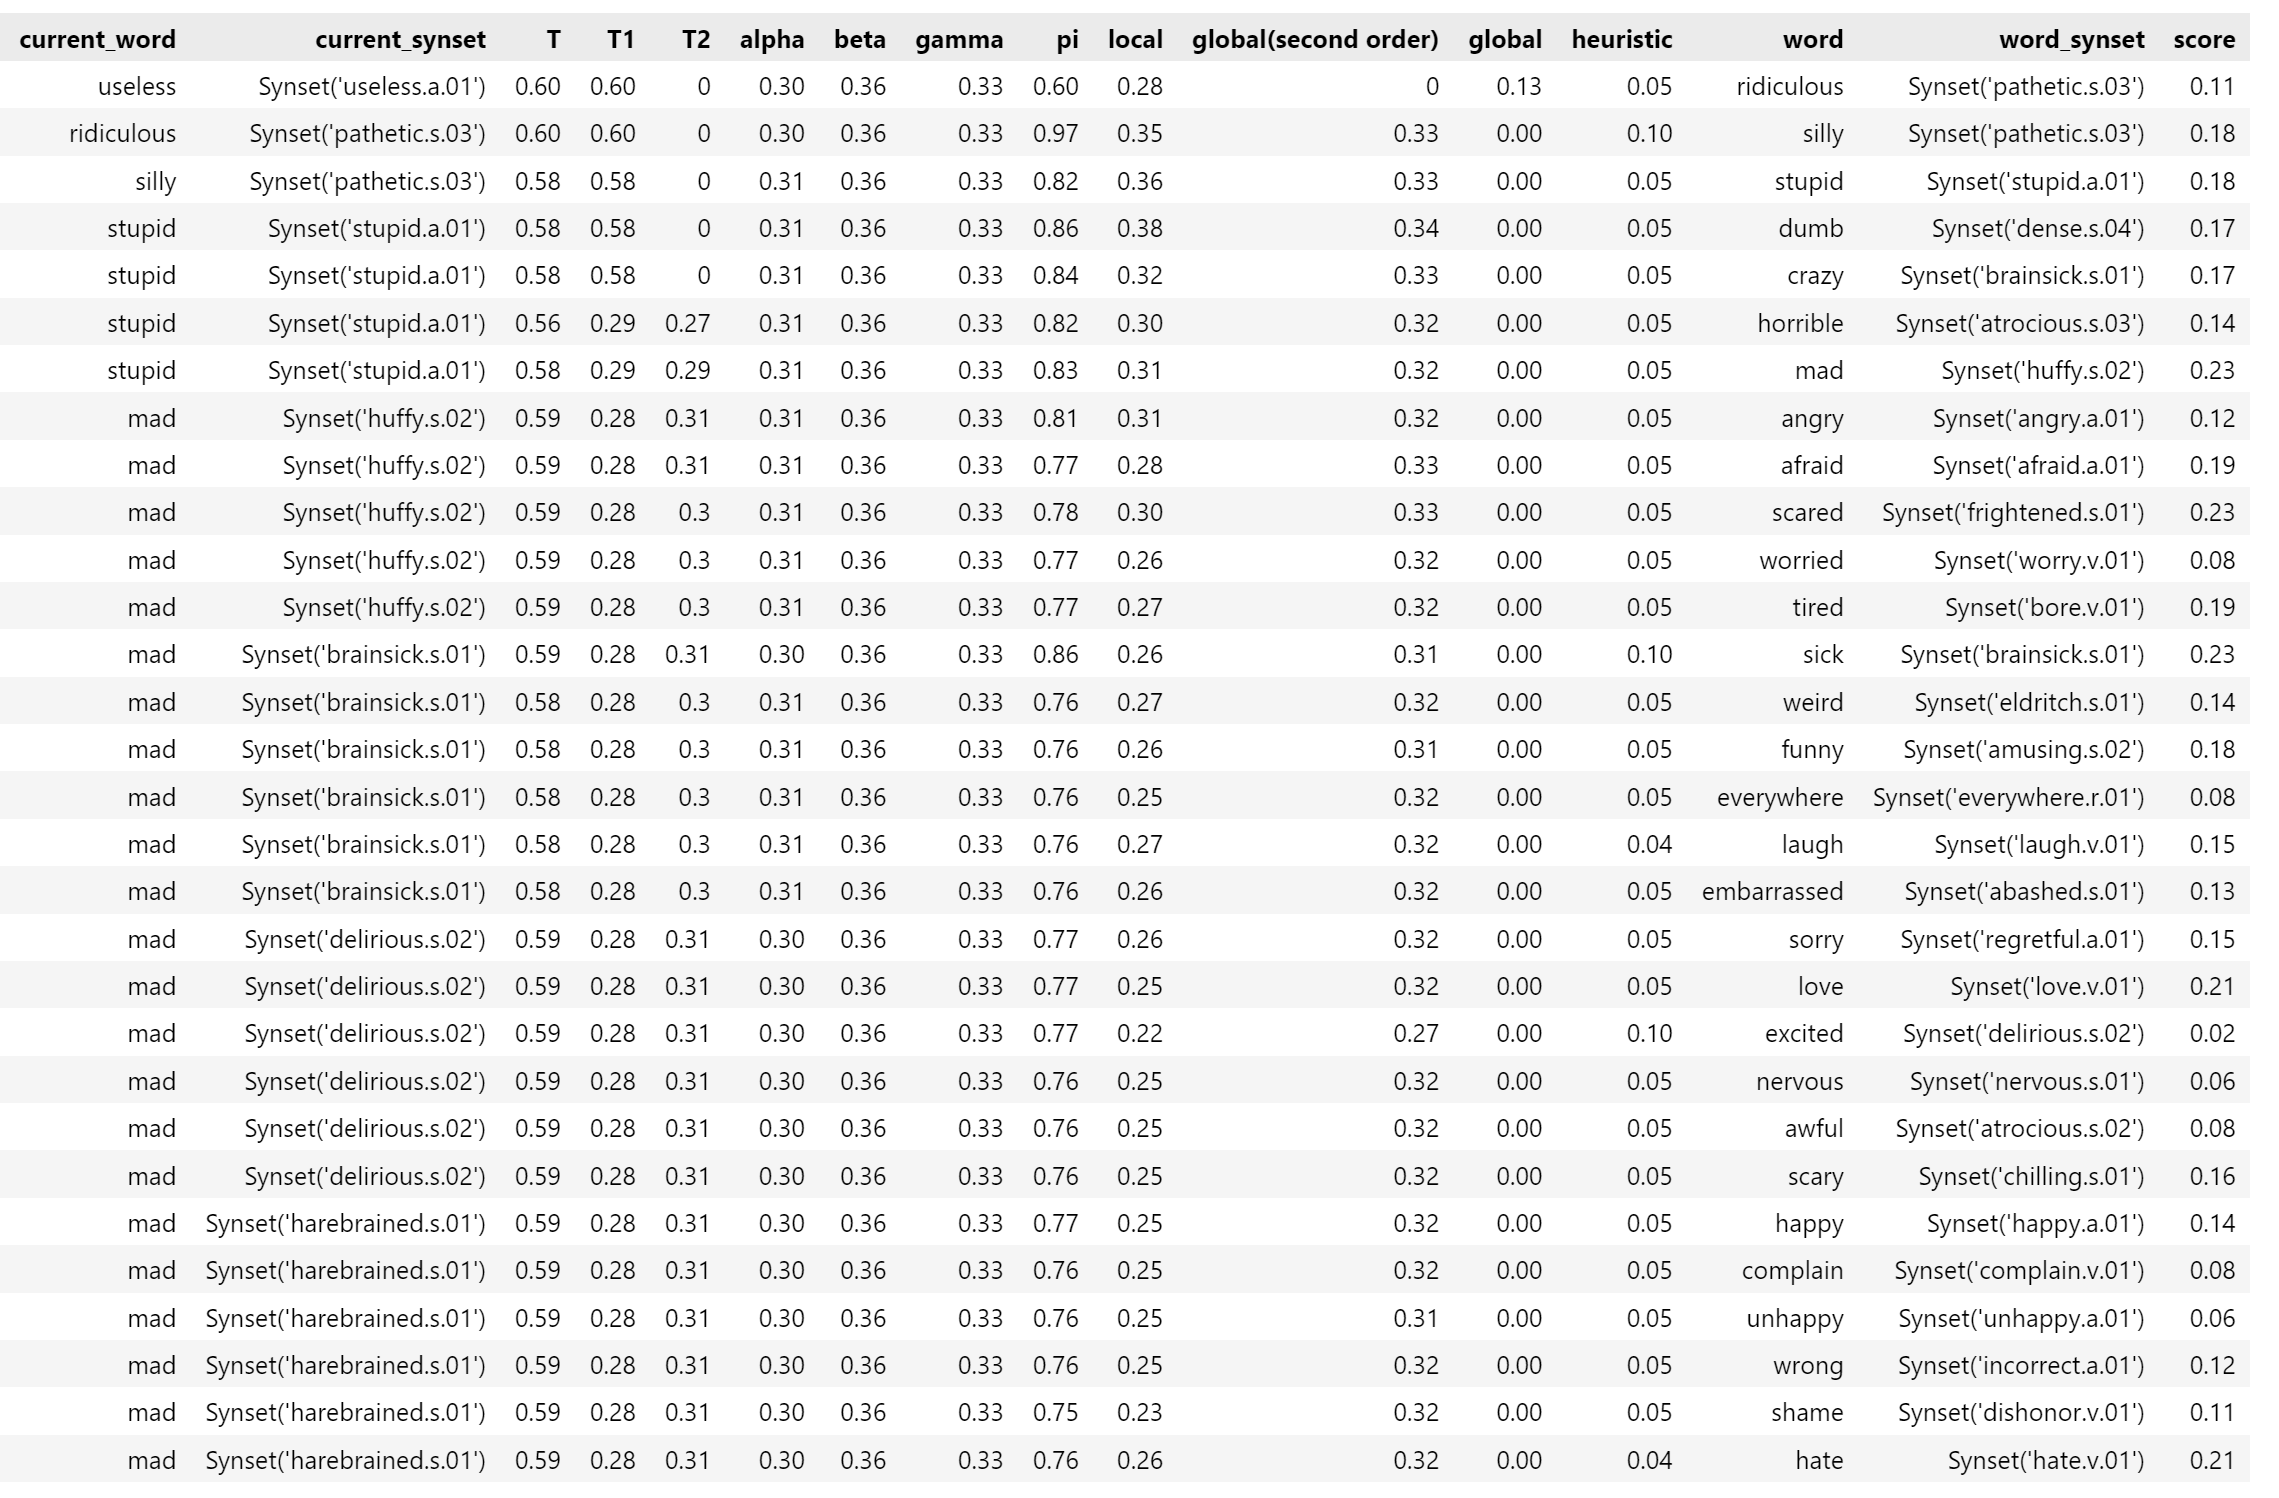 current_word current_synset T T1 T2 alpha beta gamma pi local global(second order) global heuristic word word_synset score
useless Synset('useless.a.01') 0.60 0.60 0 0.30 0.36 0.33 0.60 0.28 0 0.13 0.05 ridiculous Synset('pathetic.s.03') 0.11
ridiculous Synset('pathetic.s.03') 0.60 0.60 0 0.30 0.36 0.33 0.97 0.35 0.33 0.00 0.10 silly Synset('pathetic.s.03') 0.18
silly Synset('pathetic.s.03') 0.58 0.58 0 0.31 0.36 0.33 0.82 0.36 0.33 0.00 0.05 stupid Synset('stupid.a.01') 0.18
stupid Synset('stupid.a.01') 0.58 0.58 0 0.31 0.36 0.33 0.86 0.38 0.34 0.00 0.05 dumb Synset('dense.s.04') 0.17
stupid Synset('stupid.a.01') 0.58 0.58 0 0.31 0.36 0.33 0.84 0.32 0.33 0.00 0.05 crazy Synset('brainsick.s.01') 0.17
stupid Synset('stupid.a.01') 0.56 0.29 0.27 0.31 0.36 0.33 0.82 0.30 0.32 0.00 0.05 horrible Synset('atrocious.s.03') 0.14
stupid Synset('stupid.a.01') 0.58 0.29 0.29 0.31 0.36 0.33 0.83 0.31 0.32 0.00 0.05 mad Synset('huffy.s.02') 0.23
mad Synset('huffy.s.02') 0.59 0.28 0.31 0.31 0.36 0.33 0.81 0.31 0.32 0.00 0.05 angry Synset('angry.a.01') 0.12
mad Synset('huffy.s.02') 0.59 0.28 0.31 0.31 0.36 0.33 0.77 0.28 0.33 0.00 0.05 afraid Synset('afraid.a.01') 0.19
mad Synset('huffy.s.02') 0.59 0.28 0.3 0.31 0.36 0.33 0.78 0.30 0.33 0.00 0.05 scared Synset('frightened.s.01') 0.23
mad Synset('huffy.s.02') 0.59 0.28 0.3 0.31 0.36 0.33 0.77 0.26 0.32 0.00 0.05 worried Synset('worry.v.01') 0.08
mad Synset('huffy.s.02') 0.59 0.28 0.3 0.31 0.36 0.33 0.77 0.27 0.32 0.00 0.05 tired Synset('bore.v.01') 0.19
mad Synset('brainsick.s.01') 0.59 0.28 0.31 0.30 0.36 0.33 0.86 0.26 0.31 0.00 0.10 sick Synset('brainsick.s.01') 0.23
mad Synset('brainsick.s.01') 0.58 0.28 0.3 0.31 0.36 0.33 0.76 0.27 0.32 0.00 0.05 weird Synset('eldritch.s.01') 0.14
mad Synset('brainsick.s.01') 0.58 0.28 0.3 0.31 0.36 0.33 0.76 0.26 0.31 0.00 0.05 funny Synset('amusing.s.02') 0.18
mad Synset('brainsick.s.01') 0.58 0.28 0.3 0.31 0.36 0.33 0.76 0.25 0.32 0.00 0.05 everywhere Synset('everywhere.r.01') 0.08
mad Synset('brainsick.s.01') 0.58 0.28 0.3 0.31 0.36 0.33 0.76 0.27 0.32 0.00 0.04 laugh Synset('laugh.v.01') 0.15
mad Synset('brainsick.s.01') 0.58 0.28 0.3 0.31 0.36 0.33 0.76 0.26 0.32 0.00 0.05 embarrassed Synset('abashed.s.01') 0.13
mad Synset('delirious.s.02') 0.59 0.28 0.31 0.30 0.36 0.33 0.77 0.26 0.32 0.00 0.05 sorry Synset('regretful.a.01') 0.15
mad Synset('delirious.s.02') 0.59 0.28 0.31 0.30 0.36 0.33 0.77 0.25 0.32 0.00 0.05 love Synset('love.v.01') 0.21
mad Synset('delirious.s.02') 0.59 0.28 0.31 0.30 0.36 0.33 0.77 0.22 0.27 0.00 0.10 excited Synset('delirious.s.02') 0.02
mad Synset('delirious.s.02') 0.59 0.28 0.31 0.30 0.36 0.33 0.76 0.25 0.32 0.00 0.05 nervous Synset('nervous.s.01') 0.06
mad Synset('delirious.s.02') 0.59 0.28 0.31 0.30 0.36 0.33 0.76 0.25 0.32 0.00 0.05 awful Synset('atrocious.s.02') 0.08
mad Synset('delirious.s.02') 0.59 0.28 0.31 0.30 0.36 0.33 0.76 0.25 0.32 0.00 0.05 scary Synset('chilling.s.01') 0.16
mad Synset('harebrained.s.01') 0.59 0.28 0.31 0.30 0.36 0.33 0.77 0.25 0.32 0.00 0.05 happy Synset('happy.a.01') 0.14
mad Synset('harebrained.s.01') 0.59 0.28 0.31 0.30 0.36 0.33 0.76 0.25 0.32 0.00 0.05 complain Synset('complain.v.01') 0.08
mad Synset('harebrained.s.01') 0.59 0.28 0.31 0.30 0.36 0.33 0.76 0.25 0.31 0.00 0.05 unhappy Synset('unhappy.a.01') 0.06
mad Synset('harebrained.s.01') 0.59 0.28 0.31 0.30 0.36 0.33 0.76 0.25 0.32 0.00 0.05 wrong Synset('incorrect.a.01') 0.12
mad Synset('harebrained.s.01') 0.59 0.28 0.31 0.30 0.36 0.33 0.75 0.23 0.32 0.00 0.05 shame Synset('dishonor.v.01') 0.11
mad Synset('harebrained.s.01') 0.59 0.28 0.31 0.30 0.36 0.33 0.76 0.26 0.32 0.00 0.04 hate Synset('hate.v.01') 0.21